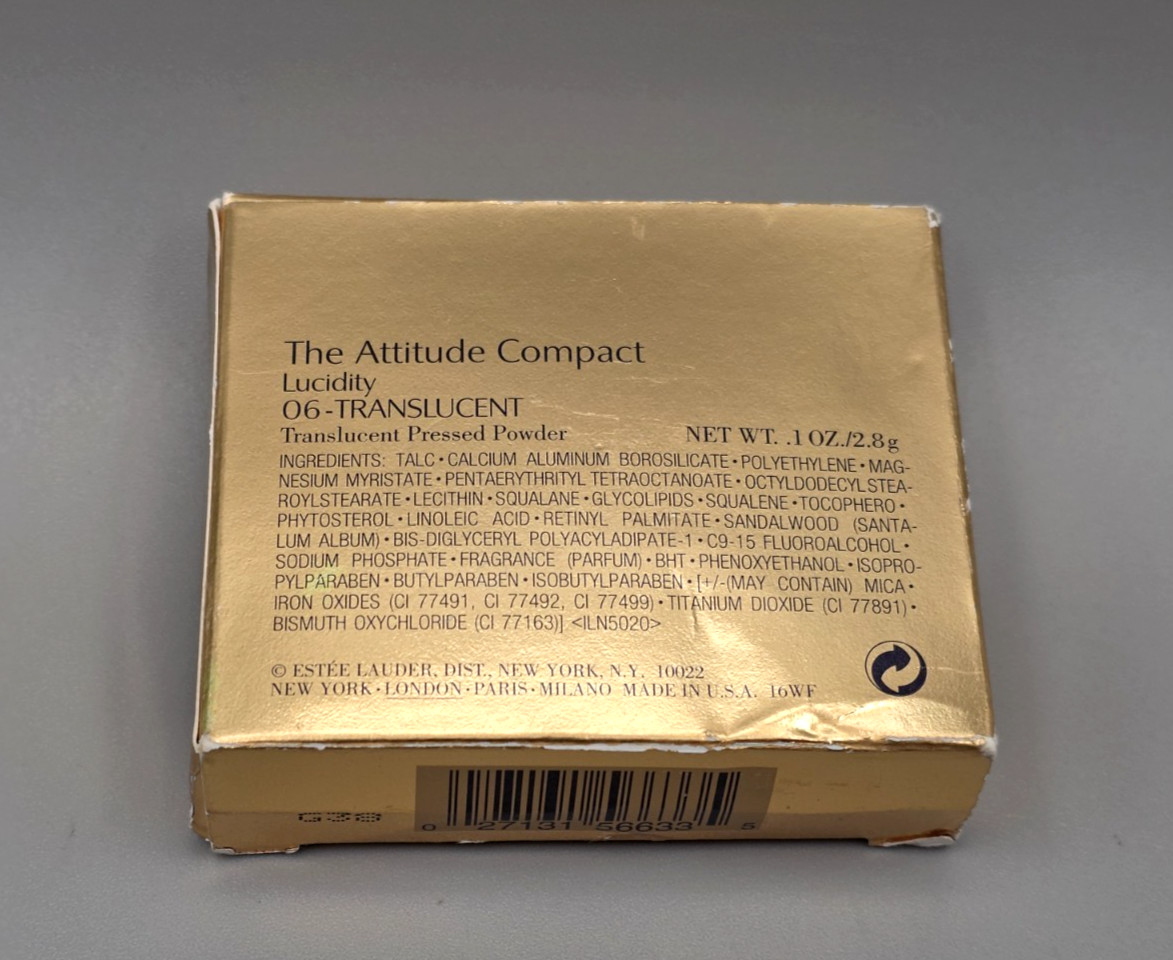 The Attitude Compact
Lucidity
06-TRANSLUCENT
Translucent Pressed Powder NET WT. .1 OZ./2.8g
INGREDIENTS: TALC•CALCIUM ALUMINUM BOROSILICATE•POLYETHYLENE•MAG-
NESIUM MYRISTATE•PENTAERYTHRITYL TETRAOCTANOATE•OCTYLDODECYL STEA-
ROYLSTEARATE•LECITHIN•SQUALANE•GLYCOLIPIDS•SQUALENE•TOCOPHERO•
PHYTOSTEROL•LINOLEIC ACID•RETINYL PALMITATE•SANDALWOOD (SANTA-
LUM ALBUM)•BIS-DIGLYCERYL POLYACYLADIPATE-1•C9-15 FLUOROALCOHOL•
SODIUM PHOSPHATE•FRAGRANCE (PARFUM)•BHT•PHENOXYETHANOL•ISOPRO-
PYLPARABEN•BUTYLPARABEN•ISOBUTYLPARABEN•[+/-(MAY CONTAIN) MICA•
IRON OXIDES (CI 77491, CI 77492, CI 77499)•TITANIUM DIOXIDE (CI 77891)•
BISMUTH OXYCHLORIDE (CI 77163)] <ILN5020>
© ESTÉE LAUDER, DIST., NEW YORK, N.Y. 10022
NEW YORK•LONDON•PARIS•MILANO MADE IN U.S.A. 16WF
G38
0 27131 56633 5